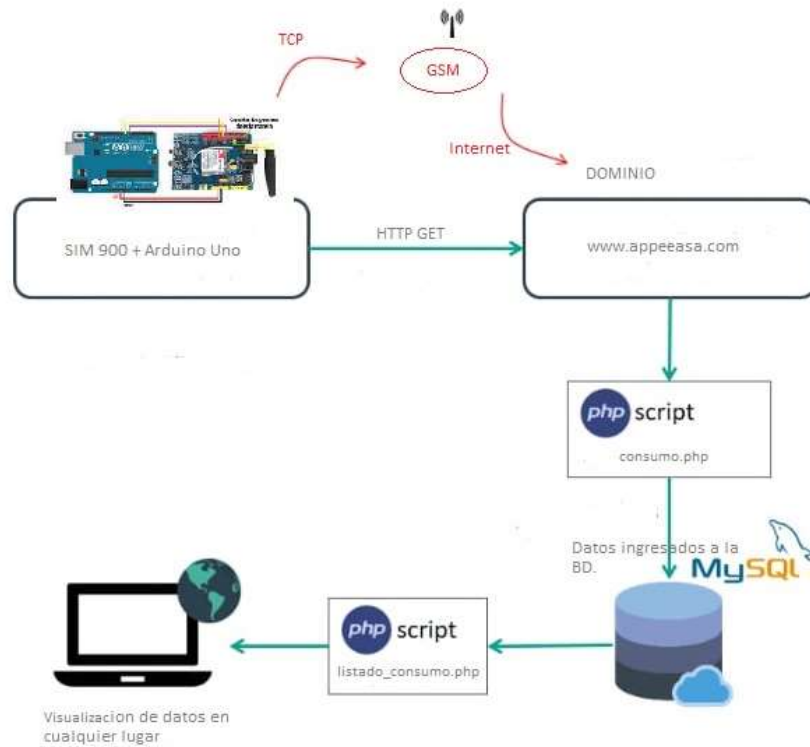 TCP
GSM
Internet
DOMINIO
SIM 900 + Arduino Uno
HTTP GET
www.appeeasa.com
php script
consumo.php
Datos ingresados a la
BD.
MySQL
php script
listado_consumo.php
Visualizacion de datos en
cualquier lugar